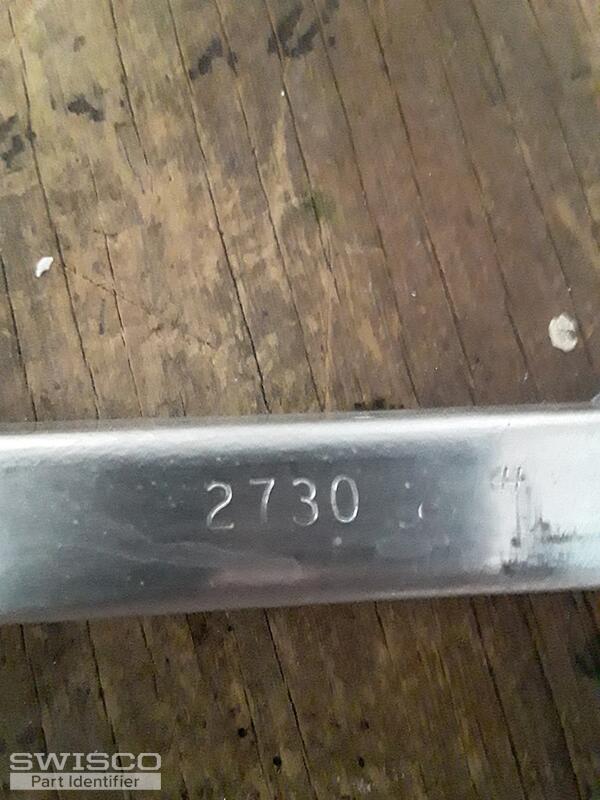 2730
SWISCO
Part Identifier